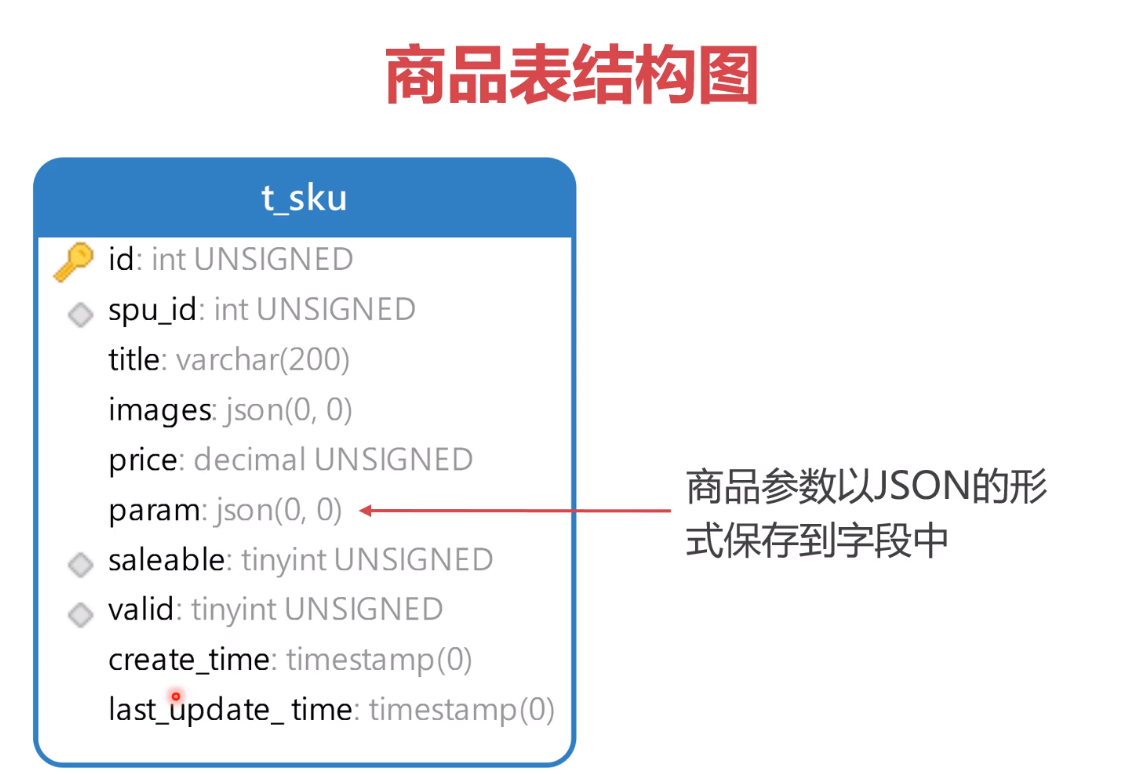 商品表结构图
t_sku
id: int UNSIGNED
spu_id: int UNSIGNED
title: varchar(200)
images: json(0, 0)
price: decimal UNSIGNED
param: json(0, 0)
商品参数以JSON的形
式保存到字段中
saleable: tinyint UNSIGNED
valid: tinyint UNSIGNED
create_time: timestamp(0)
last_update_ time: timestamp(0)